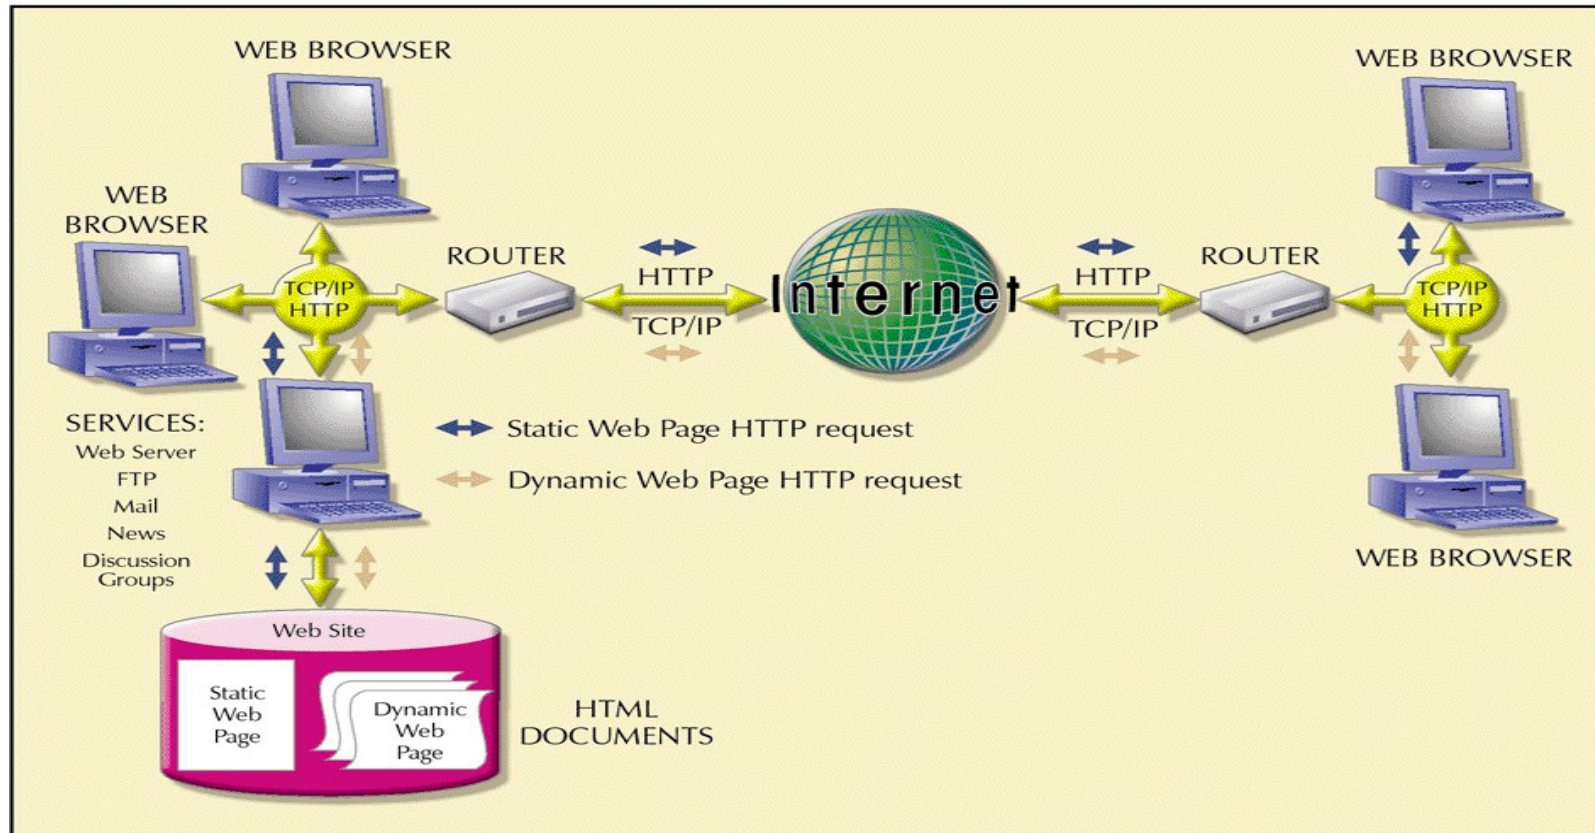 WEB BROWSER
WEB BROWSER
WEB
BROWSER
ROUTER
HTTP
TCP/IP
Internet
HTTP
TCP/IP
ROUTER
TCP/IP
HTTP
TCP/IP
HTTP
SERVICES:
Web Server
FTP
Mail
News
Discussion
Groups
Static Web Page HTTP request
Dynamic Web Page HTTP request
WEB BROWSER
Web Site
Static
Web
Page
Dynamic
Web
Page
HTML
DOCUMENTS